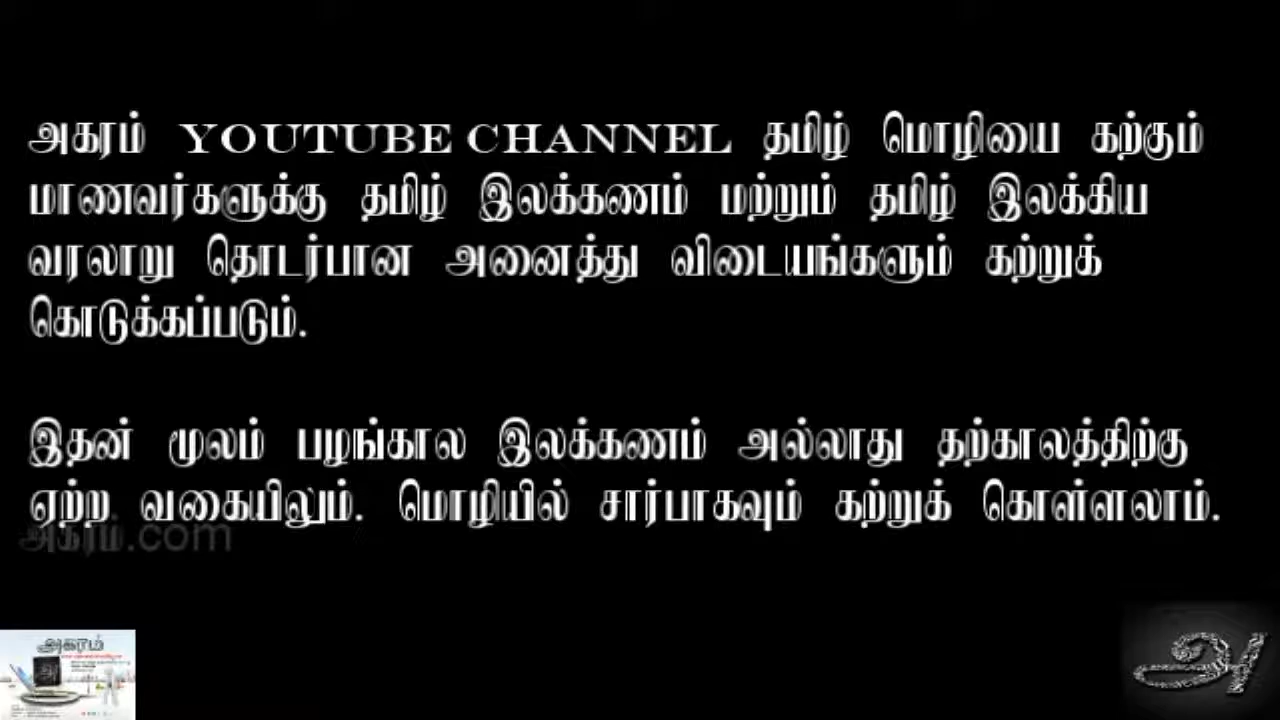 அகரம் YOUTUBE CHANNEL தமிழ் மொழியை கற்கும்
மாணவர்களுக்கு தமிழ் இலக்கணம் மற்றும் தமிழ் இலக்கிய
வரலாறு தொடர்பான அனைத்து விடையங்களும் கற்றுக்
கொடுக்கப்படும்.
இதன் மூலம் பழங்கால இலக்கணம் அல்லாது தற்காலத்திற்கு
ஏற்ற வகையிலும். மொழியில் சார்பாகவும் கற்றுக் கொள்ளலாம்.
அகரம்.com
அகரம்
அ